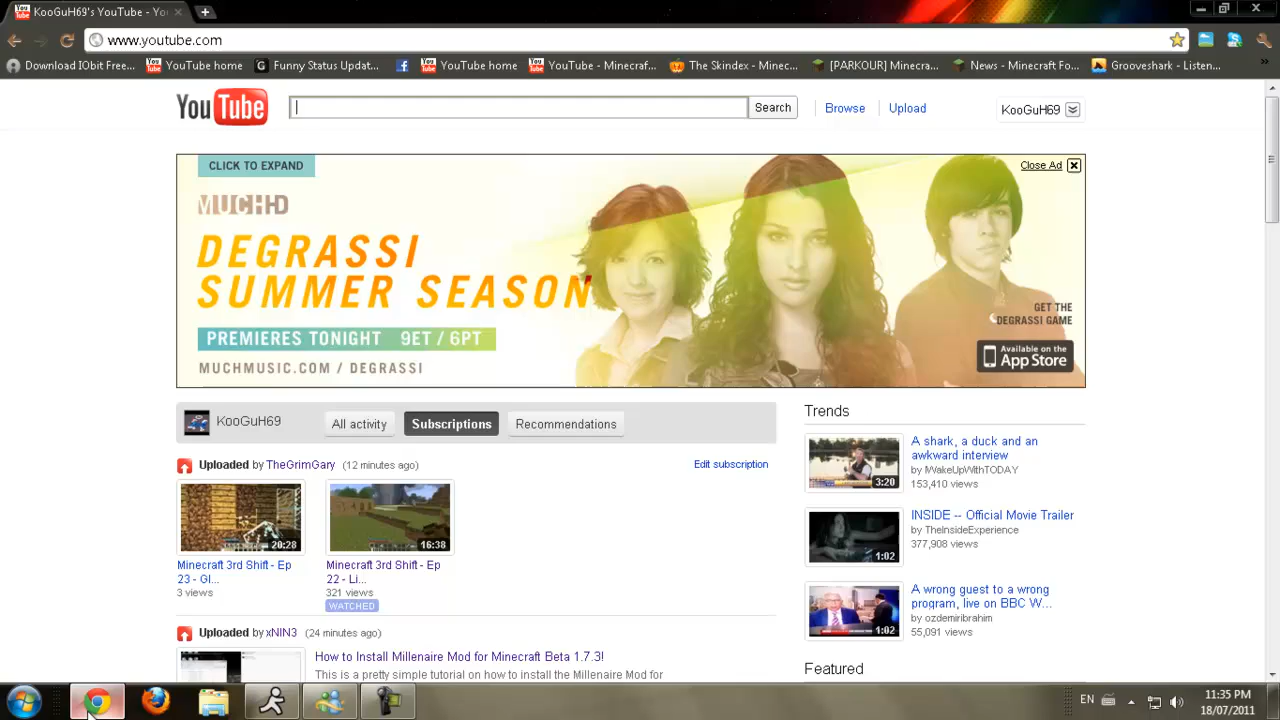 KooGuH69's YouTube - Yo
www.youtube.com
Download IObit Free... YouTube home Funny Status Updat... YouTube home YouTube - Minecraf... The Skindex - Minec... [PARKOUR] Minecra... News - Minecraft Fo... Grooveshark - Listen...
YouTube Search Browse Upload KooGuH69
CLICK TO EXPAND Close Ad
MUCHHD
DEGRASSI
SUMMER SEASON
GET THE
DEGRASSI GAME
PREMIERES TONIGHT 9ET / 6PT
Available on the
App Store
MUCHMUSIC.COM / DEGRASSI
KooGuH69 All activity Subscriptions Recommendations
Uploaded by TheGrimGary (12 minutes ago) Edit subscription
20:28 16:38
Minecraft 3rd Shift - Ep
23 - Gl...
3 views
Minecraft 3rd Shift - Ep
22 - Li...
321 views
WATCHED
Uploaded by xNIN3 (24 minutes ago)
How to Install Millenaire Mod for Minecraft Beta 1.7.3!
This is a pretty simple tutorial on how to install the Millenaire Mod for
Trends
3:20
A shark, a duck and an
awkward interview
by IWakeUpWithTODAY
153,410 views
1:02
INSIDE -- Official Movie Trailer
by TheInsideExperience
377,908 views
1:02
A wrong guest to a wrong
program, live on BBC W...
by ozdemiribrahim
55,091 views
Featured
EN
11:35 PM
18/07/2011